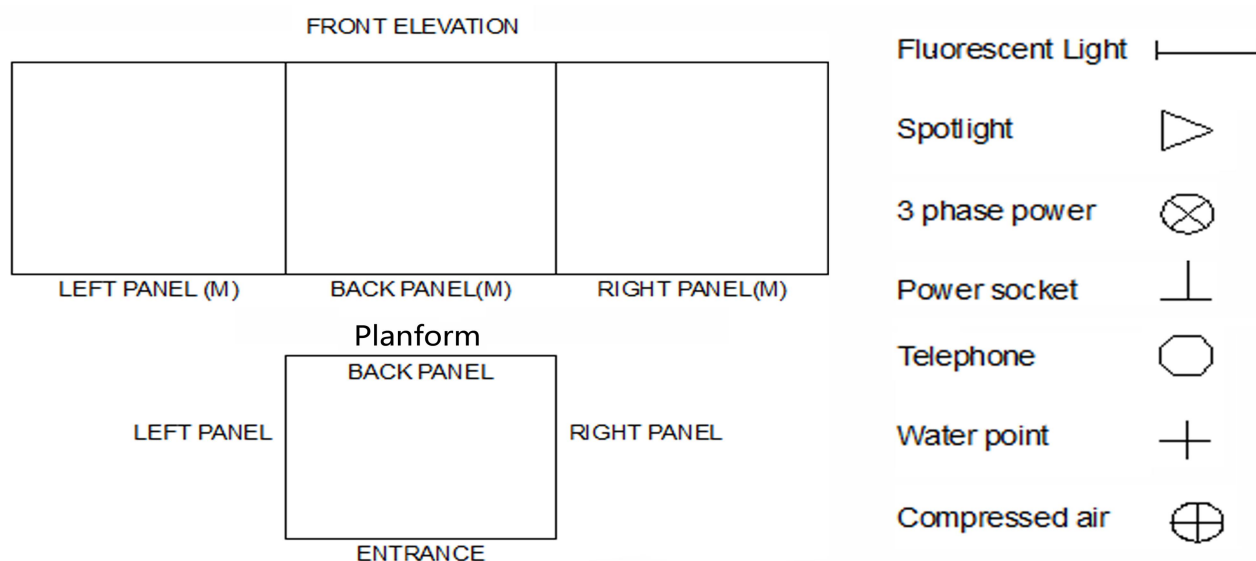 FRONT ELEVATION
LEFT PANEL (M)
BACK PANEL(M)
RIGHT PANEL(M)
Planform
BACK PANEL
LEFT PANEL
RIGHT PANEL
ENTRANCE
Fluorescent Light
Spotlight
3 phase power
Power socket
Telephone
Water point
Compressed air